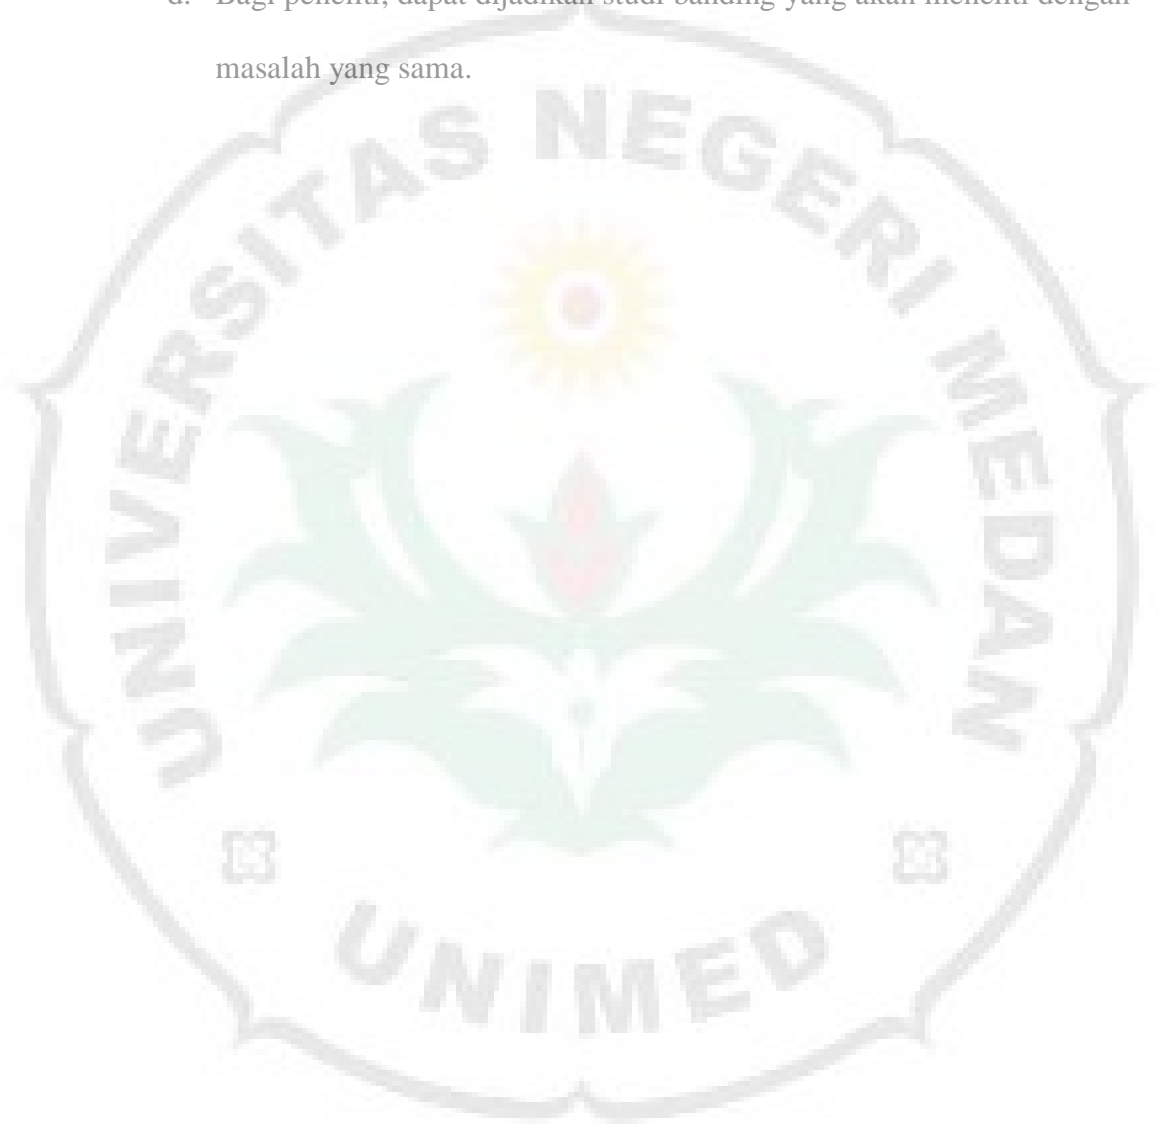 d. Bagi peneliti, dapat dijadikan studi banding yang akan meneliti dengan
masalah yang sama.
UNIVERSITAS NEGERI MEDAN
UNIMED